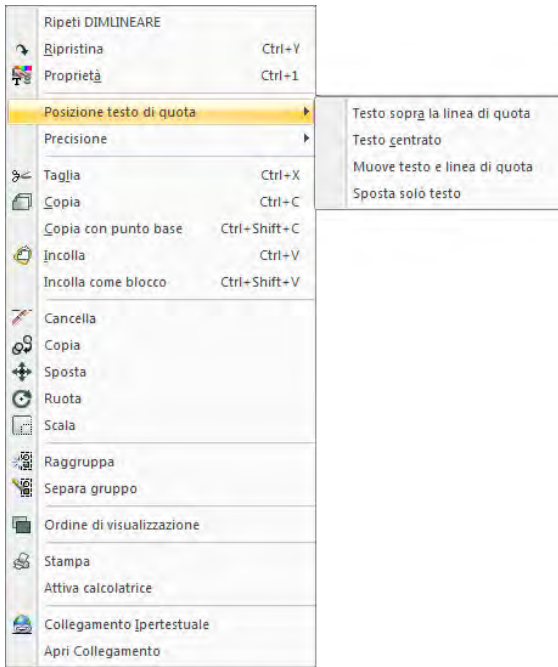 Ripeti DIMLINEARE
Ripristina Ctrl+Y
Proprietà Ctrl+1
Posizione testo di quota
Precisione
Taglia Ctrl+X
Copia Ctrl+C
Copia con punto base Ctrl+Shift+C
Incolla Ctrl+V
Incolla come blocco Ctrl+Shift+V
Cancella
Copia
Sposta
Ruota
Scala
Raggruppa
Separa gruppo
Ordine di visualizzazione
Stampa
Attiva calcolatrice
Collegamento Ipertestuale
Apri Collegamento
Testo sopra la linea di quota
Testo centrato
Muove testo e linea di quota
Sposta solo testo